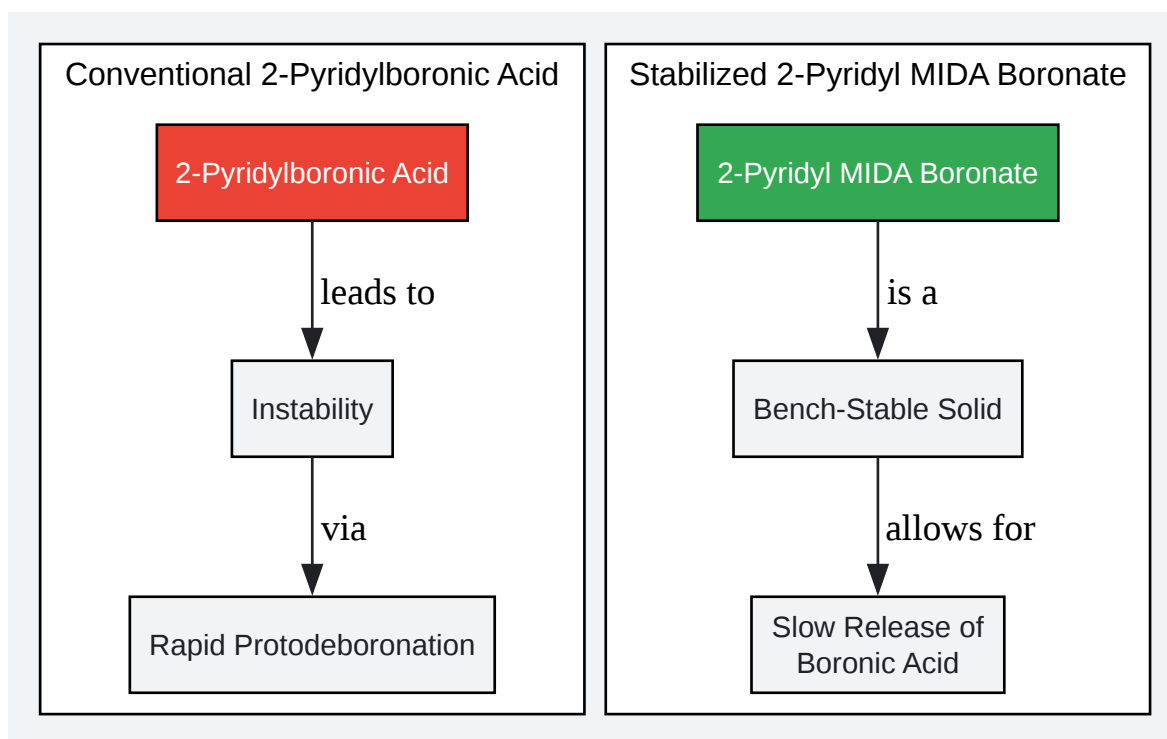 Conventional 2-Pyridylboronic Acid
2-Pyridylboronic Acid
leads to
Instability
via
Rapid Protodeboronation
Stabilized 2-Pyridyl MIDA Boronate
2-Pyridyl MIDA Boronate
is a
Bench-Stable Solid
allows for
Slow Release of
Boronic Acid